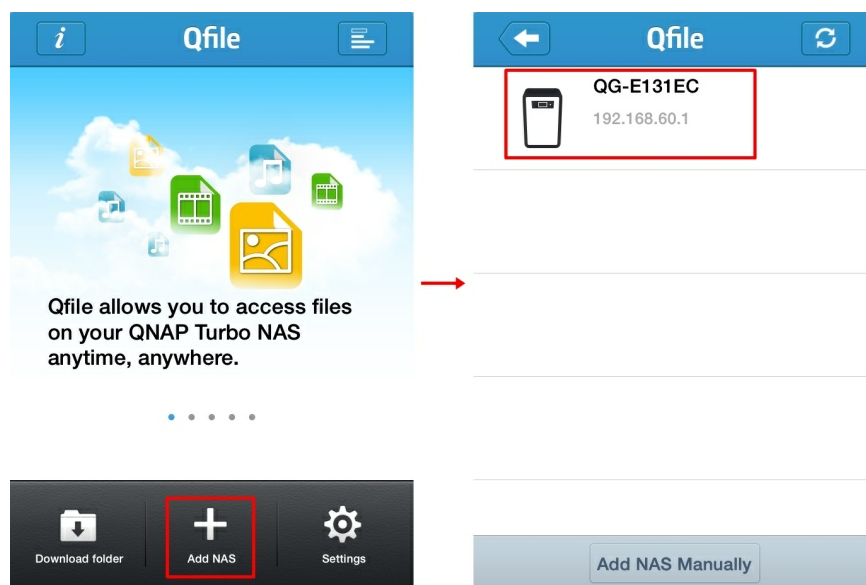 Qfile
Qfile allows you to access files
on your QNAP Turbo NAS
anytime, anywhere.
Download folder
Add NAS
Settings
Qfile
QG-E131EC
192.168.60.1
Add NAS Manually